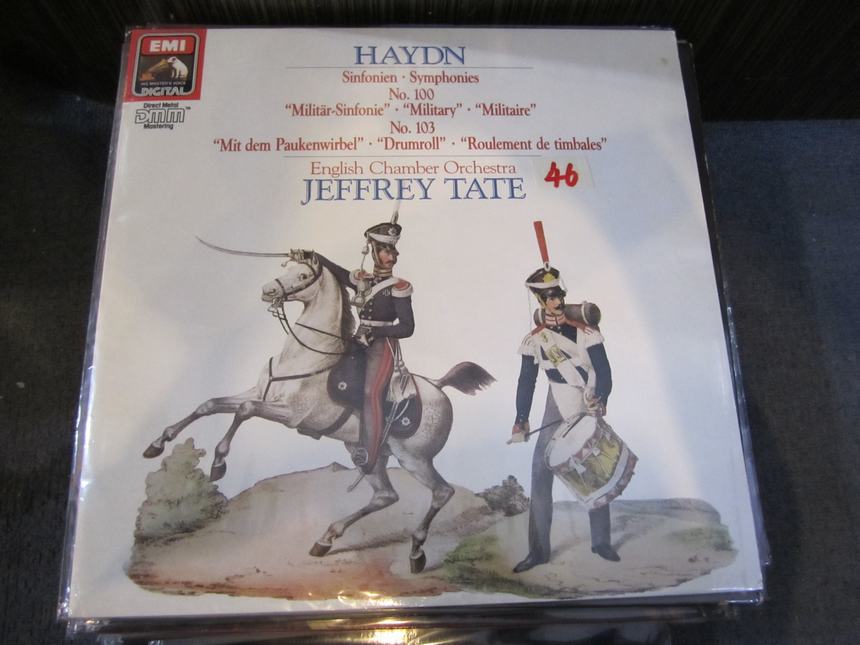 EMI
HIS MASTER'S VOICE
DIGITAL
Direct Metal
DMM™
Mastering
HAYDN
Sinfonien · Symphonies
No. 100
“Militär-Sinfonie” · “Military” · “Militaire”
No. 103
“Mit dem Paukenwirbel” · “Drumroll” · “Roulement de timbales”
English Chamber Orchestra
JEFFREY TATE
46